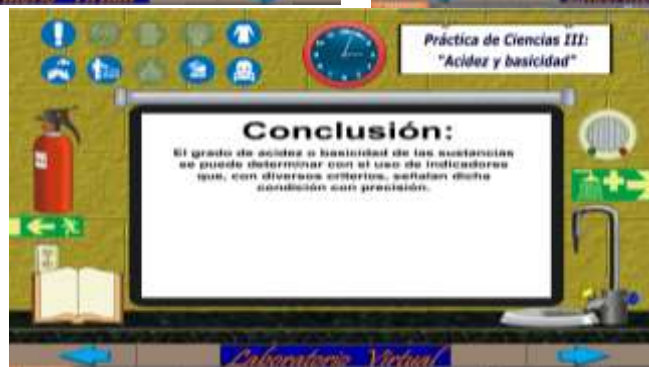 Práctica de Ciencias III:
"Acidez y basicidad"
Conclusión:
El grado de acidez o basicidad de las sustancias
se puede determinar con el uso de indicadores
que, con diversos criterios, señalan dicha
condición con precisión.
Laboratorio Virtual